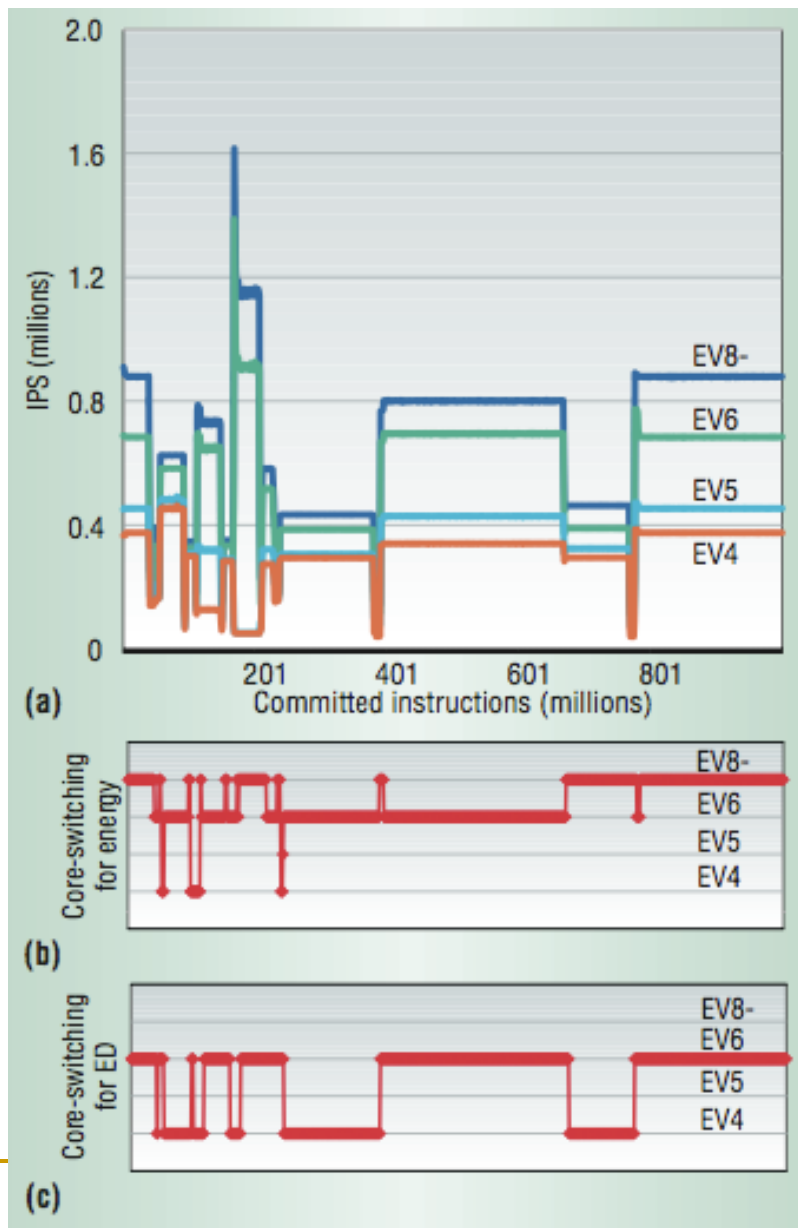 2.0
1.6
1.2
0.8
0.4
0
IPS (millions)
EV8-
EV6
EV5
EV4
201 401 601 801
(a) Committed instructions (millions)
Core-switching
for energy
EV8-
EV6
EV5
EV4
(b)
Core-switching
for ED
EV8-
EV6
EV5
EV4
(c)